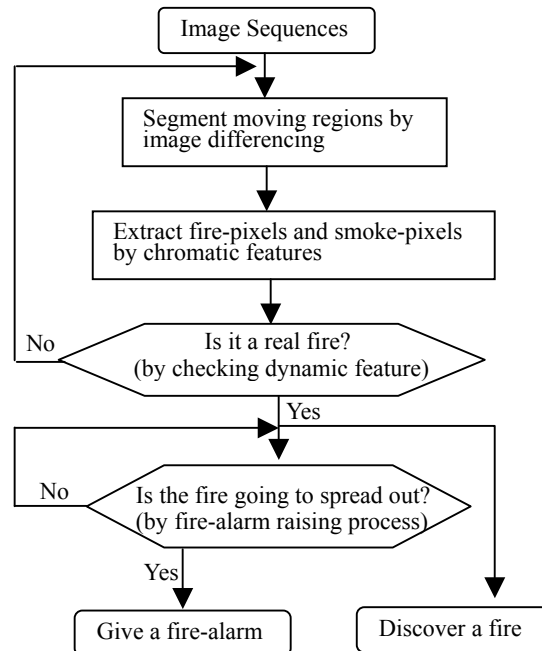 Image Sequences
Segment moving regions by
image differencing
Extract fire-pixels and smoke-pixels
by chromatic features
No
Is it a real fire?
(by checking dynamic feature)
Yes
No
Is the fire going to spread out?
(by fire-alarm raising process)
Yes
Give a fire-alarm
Discover a fire